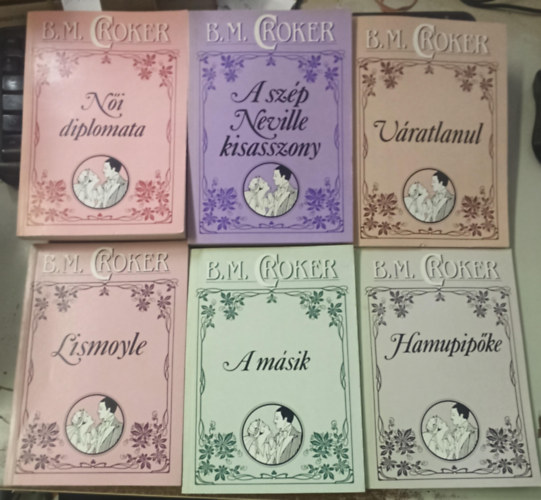 B.M. CROKER
Női
diplomata
B.M. CROKER
A szép
Neville
kisasszony
B.M. CROKER
Váratlanul
B.M. CROKER
Lismoyle
B.M. CROKER
A másik
B.M. CROKER
Hamupipőke